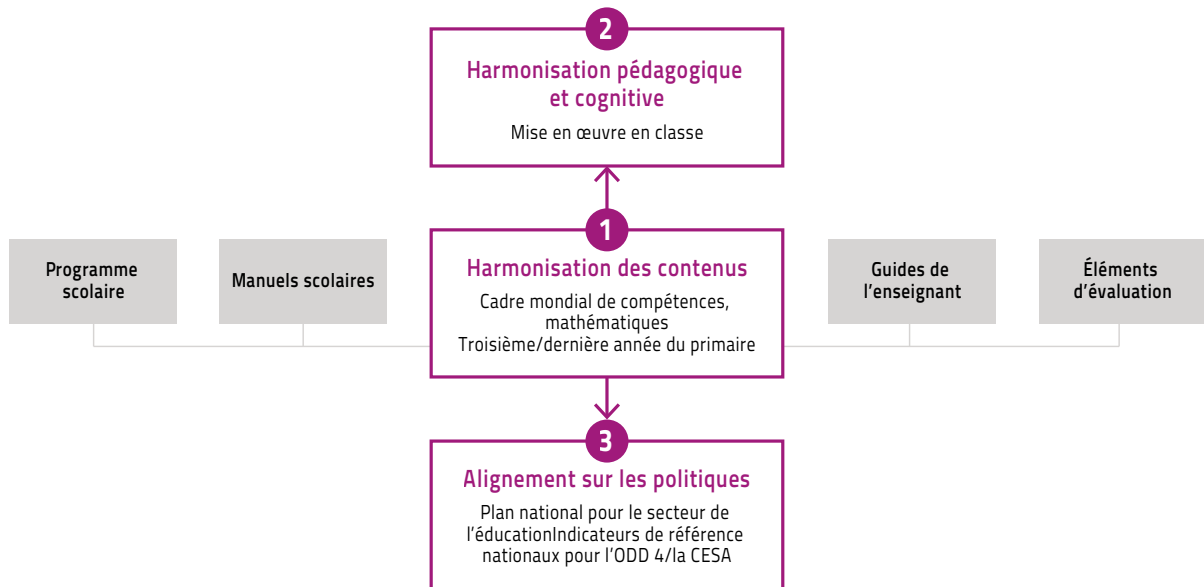 2
Harmonisation pédagogique
et cognitive
Mise en œuvre en classe
Programme
scolaire
Manuels scolaires
1
Harmonisation des contenus
Cadre mondial de compétences,
mathématiques
Troisième/dernière année du primaire
Guides de
l'enseignant
Éléments
d'évaluation
3
Alignement sur les politiques
Plan national pour le secteur de
l'éducationIndicateurs de référence
nationaux pour l'ODD 4/la CESA